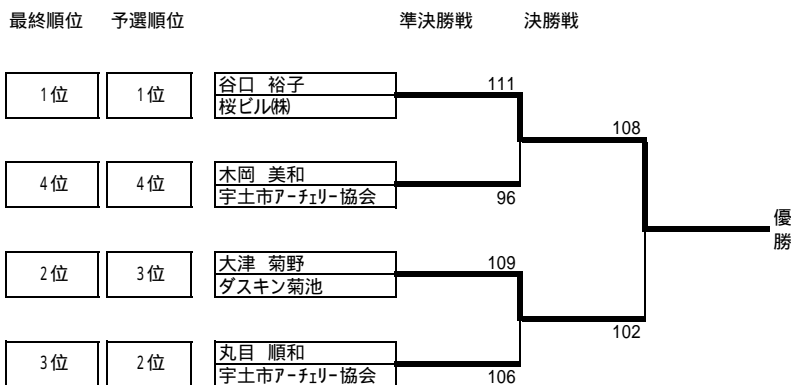 最終順位 予選順位 準決勝戦 決勝戦
谷口 裕子 111
1位 1位
桜ビル㈱
108
木岡 美和
4位 4位
宇土市アーチェリー協会 96
優
勝
大津 菊野 109
2位 3位
ダスキン菊池
102
丸目 順和
3位 2位
宇土市アーチェリー協会 106